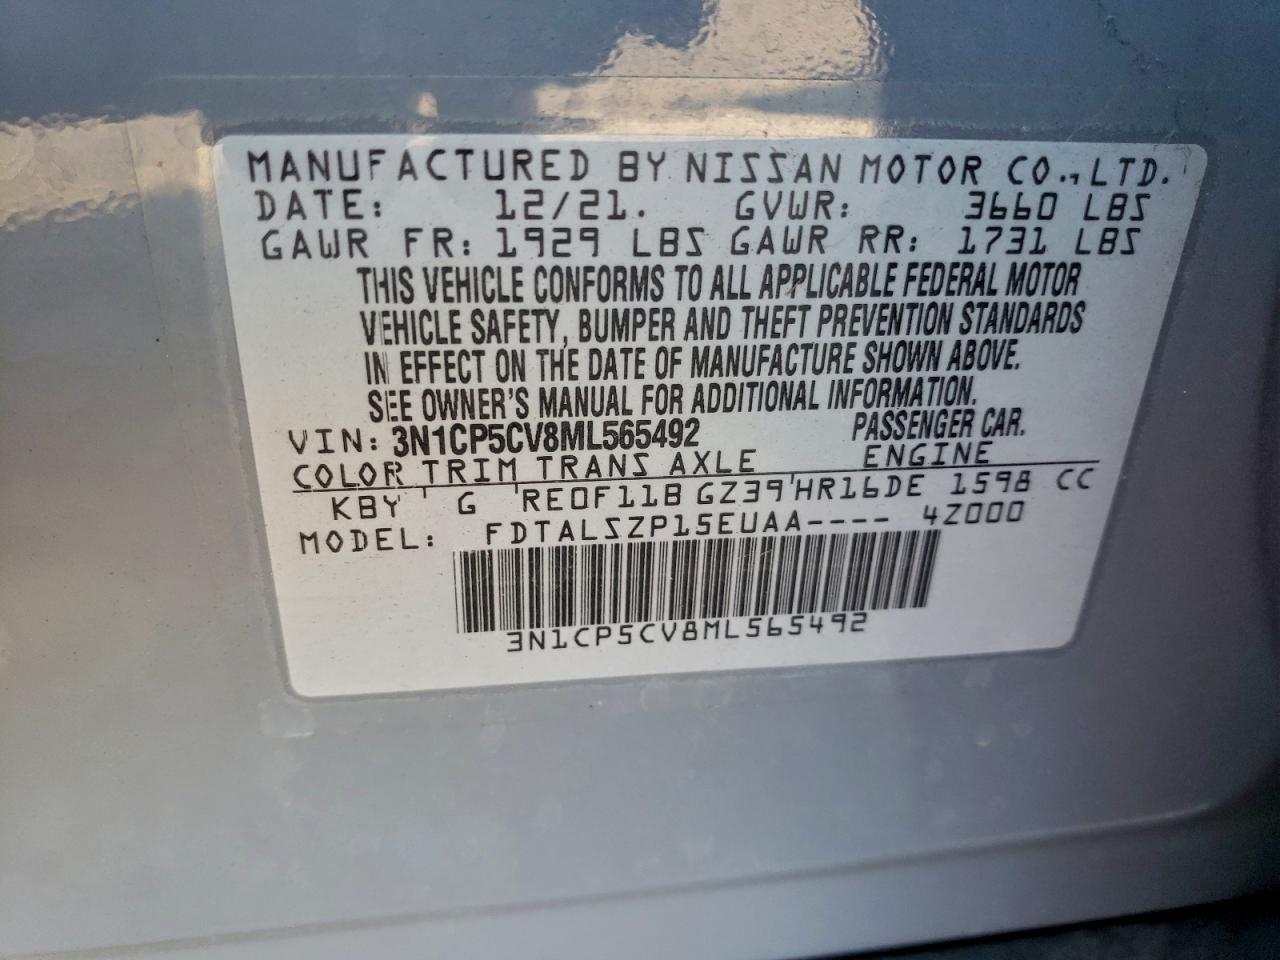 MANUFACTURED BY NISSAN MOTOR CO.,LTD.
DATE: 12/21. GVWR: 3660 LBS
GAWR FR: 1929 LBS GAWR RR: 1731 LBS
THIS VEHICLE CONFORMS TO ALL APPLICABLE FEDERAL MOTOR
VEHICLE SAFETY, BUMPER AND THEFT PREVENTION STANDARDS
IN EFFECT ON THE DATE OF MANUFACTURE SHOWN ABOVE.
SEE OWNER'S MANUAL FOR ADDITIONAL INFORMATION.
VIN: 3N1CP5CV8ML565492 PASSENGER CAR.
COLOR TRIM TRANS AXLE ENGINE
KBY ' G 'RE0F11B GZ39'HR16DE 1598 CC
MODEL: FDTALSZP15EUAA---- 4Z000
3N1CP5CV8ML565492